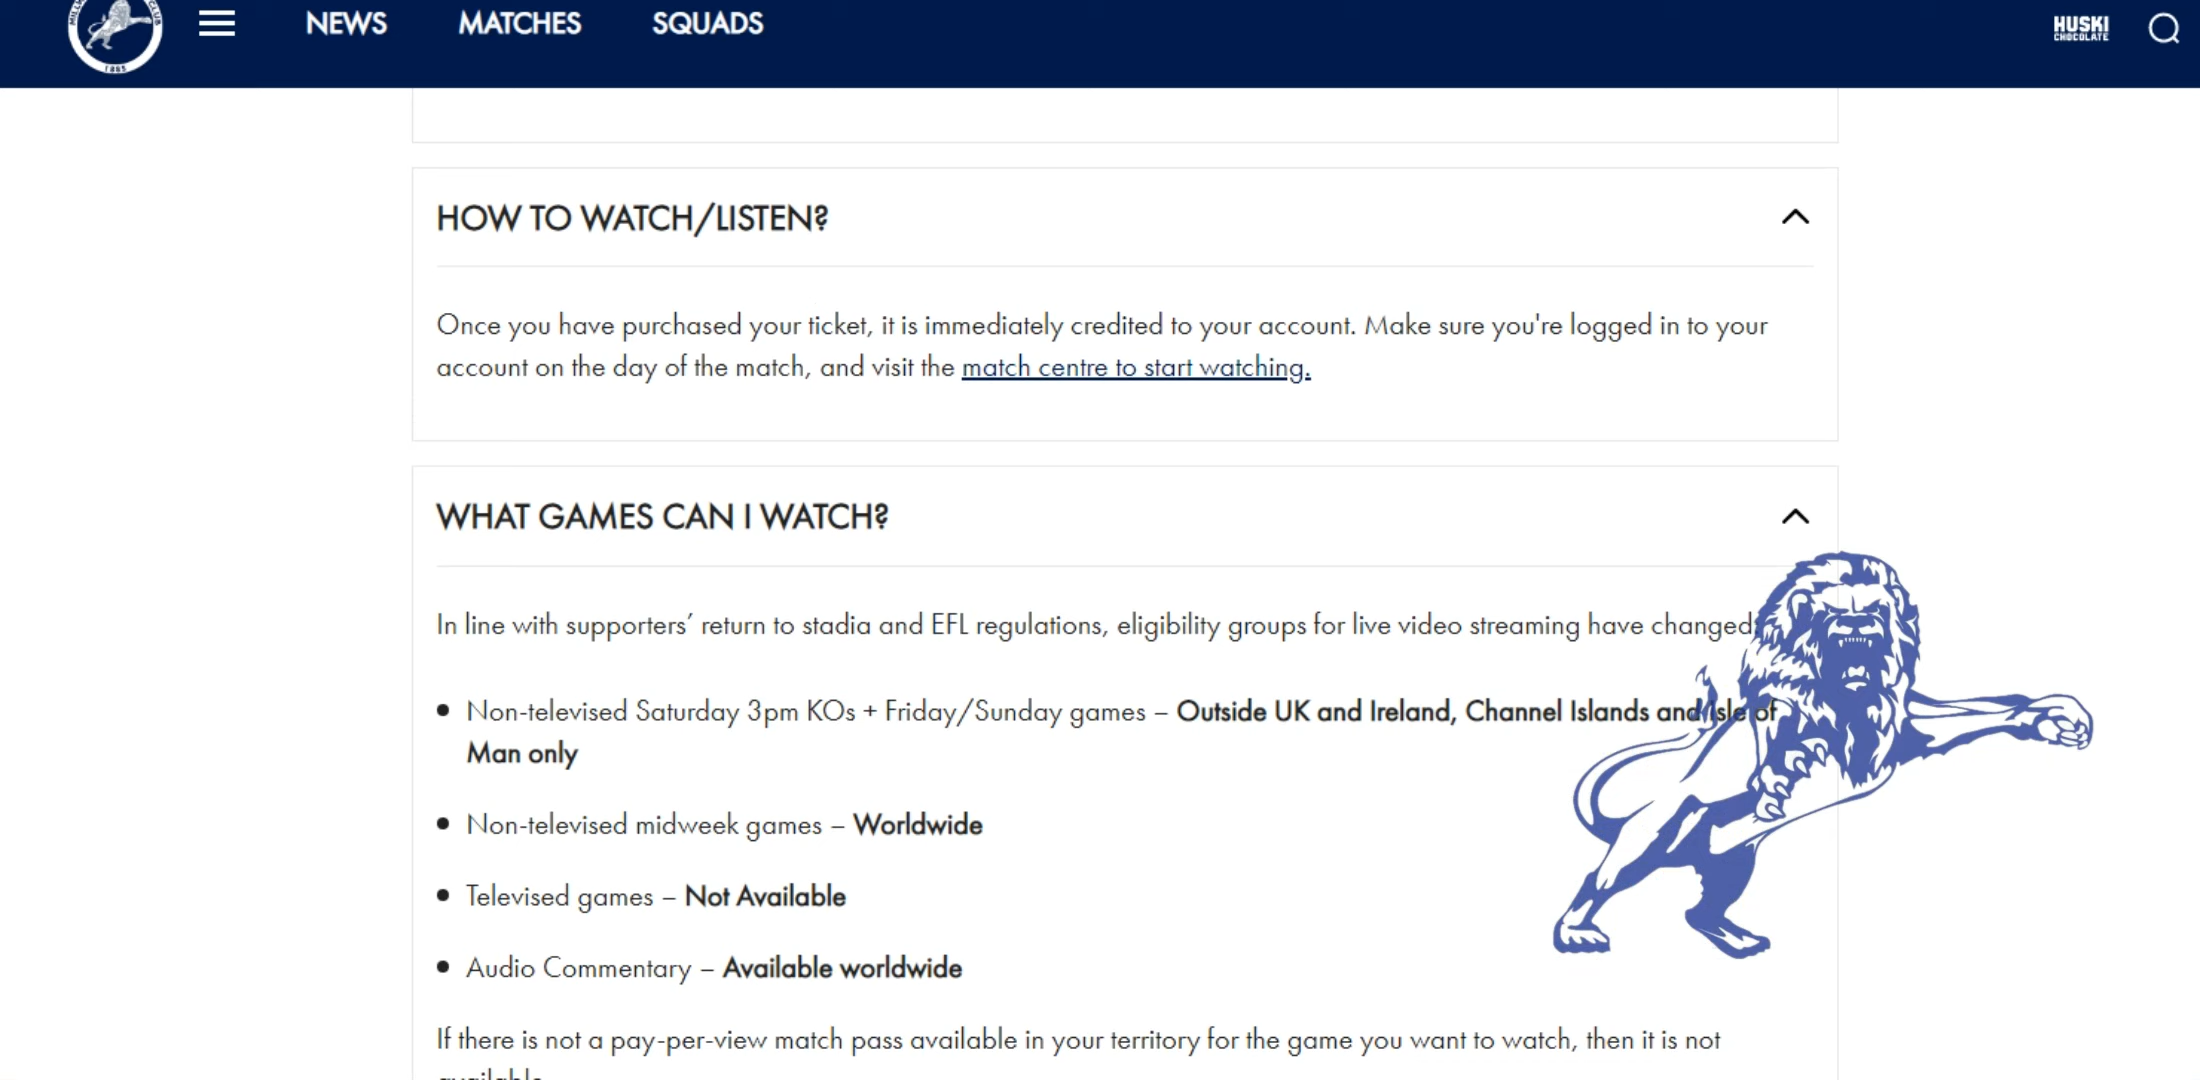 NEWS MATCHES SQUADS HUSKI
CHOCOLATE
CLUB
1885
HOW TO WATCH/LISTEN?
Once you have purchased your ticket, it is immediately credited to your account. Make sure you're logged in to your
account on the day of the match, and visit the match centre to start watching.
WHAT GAMES CAN I WATCH?
In line with supporters’ return to stadia and EFL regulations, eligibility groups for live video streaming have changed:
• Non-televised Saturday 3pm KOs + Friday/Sunday games – Outside UK and Ireland, Channel Islands and Isle of
Man only
• Non-televised midweek games – Worldwide
• Televised games – Not Available
• Audio Commentary – Available worldwide
If there is not a pay-per-view match pass available in your territory for the game you want to watch, then it is not
available